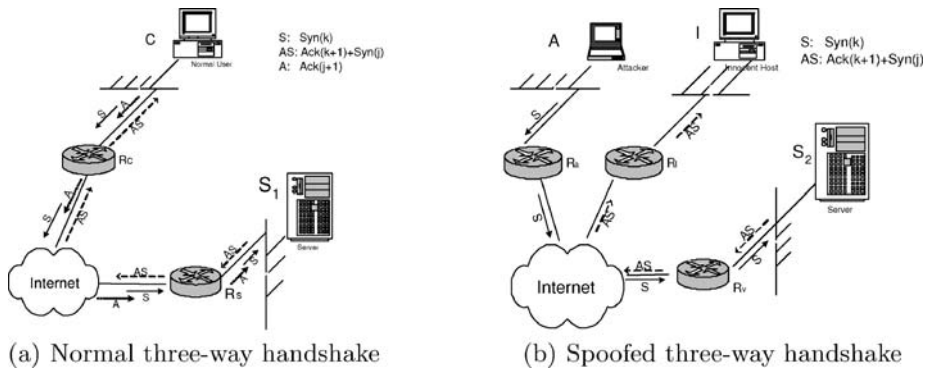 C
Normal User
S: Syn(k)
AS: Ack(k+1)+Syn(j)
A: Ack(j+1)
S
A
AS
RC
A
S
AS
S1
Server
AS
S
A
Internet
AS
RS
S
A
(a) Normal three-way handshake
A
Attacker
I
Innocent Host
S: Syn(k)
AS: Ack(k+1)+Syn(j)
S
AS
Ra
RI
S
AS
S2
Server
AS
S
Internet
AS
S
Rv
(b) Spoofed three-way handshake